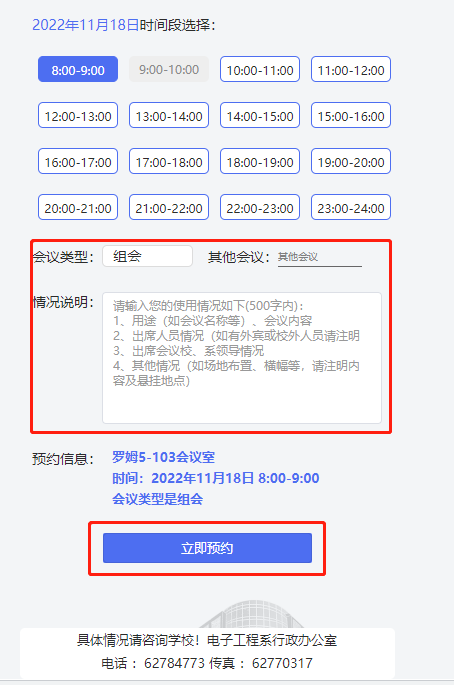 2022年11月18日时间段选择：
8:00-9:00 9:00-10:00 10:00-11:00 11:00-12:00
12:00-13:00 13:00-14:00 14:00-15:00 15:00-16:00
16:00-17:00 17:00-18:00 18:00-19:00 19:00-20:00
20:00-21:00 21:00-22:00 22:00-23:00 23:00-24:00
会议类型： 组会 其他会议： 其他会议
情况说明： 请输入您的使用情况如下(500字内)：
1、用途（如会议名称等）、会议内容
2、出席人员情况（如有外宾或校外人员请注明
3、出席会议校、系领导情况
4、其他情况（如场地布置、横幅等，请注明内
容及悬挂地点）
预约信息： 罗姆5-103会议室
时间：2022年11月18日 8:00-9:00
会议类型是组会
立即预约
具体情况请咨询学校！电子工程系行政办公室
电话 ：62784773 传真 ：62770317